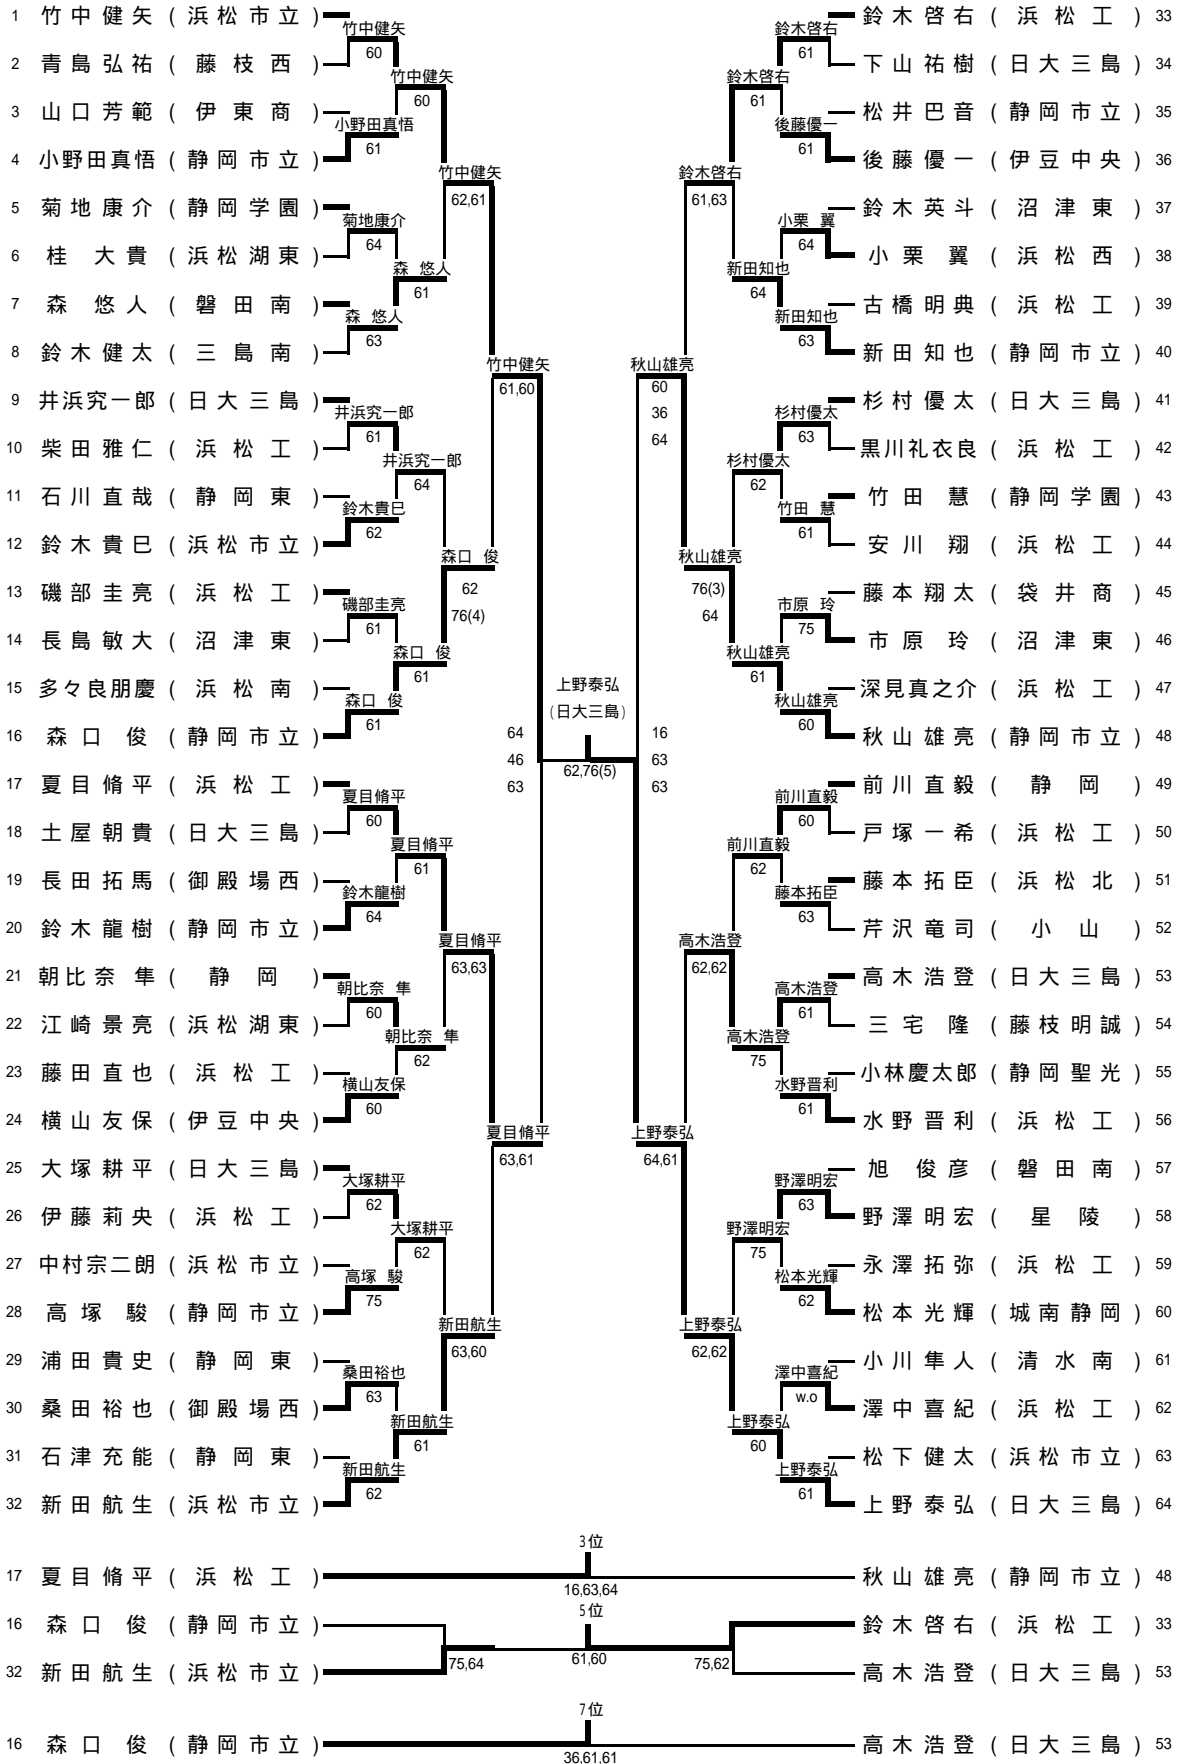 1 竹中健矢 (浜松市立)
2 青島弘祐 (藤枝西)
3 山口芳範 (伊東商)
4 小野田真悟 (静岡市立)
5 菊地康介 (静岡学園)
6 桂 大貴 (浜松湖東)
7 森 悠人 (磐田南)
8 鈴木健太 (三島南)
9 井浜究一郎 (日大三島)
10 柴田雅仁 (浜松工)
11 石川直哉 (静岡東)
12 鈴木貴巳 (浜松市立)
13 磯部圭亮 (浜松工)
14 長島敏大 (沼津東)
15 多々良朋慶 (浜松南)
16 森口 俊 (静岡市立)
17 夏目脩平 (浜松工)
18 土屋朝貴 (日大三島)
19 長田拓馬 (御殿場西)
20 鈴木龍樹 (静岡市立)
21 朝比奈 隼 (静岡)
22 江崎景亮 (浜松湖東)
23 藤田直也 (浜松工)
24 横山友保 (伊豆中央)
25 大塚耕平 (日大三島)
26 伊藤莉央 (浜松工)
27 中村宗二朗 (浜松市立)
28 高塚 駿 (静岡市立)
29 浦田貴史 (静岡東)
30 桑田裕也 (御殿場西)
31 石津充能 (静岡東)
32 新田航生 (浜松市立)
竹中健矢
60
小野田真悟
61
菊地康介
64
森 悠人
63
井浜究一郎
61
鈴木貴巳
62
磯部圭亮
61
森口 俊
61
夏目脩平
60
鈴木龍樹
64
朝比奈 隼
60
横山友保
60
大塚耕平
62
高塚 駿
75
桑田裕也
63
新田航生
62
竹中健矢
60
森 悠人
61
井浜究一郎
64
森口 俊
61
夏目脩平
61
朝比奈 隼
62
大塚耕平
62
新田航生
61
竹中健矢
62,61
森口 俊
62
76(4)
夏目脩平
63,63
新田航生
63,60
竹中健矢
61,60
夏目脩平
63,61
64
46
63
上野泰弘
(日大三島)
62,76(5)
16
63
63
秋山雄亮
60
36
64
上野泰弘
64,61
鈴木啓右
61,63
秋山雄亮
76(3)
64
高木浩登
62,62
上野泰弘
62,62
鈴木啓右
61
新田知也
64
杉村優太
62
秋山雄亮
61
前川直毅
62
高木浩登
75
野澤明宏
75
上野泰弘
60
鈴木啓右
61
後藤優一
61
小栗 翼
64
新田知也
63
杉村優太
63
竹田 慧
61
市原 玲
75
秋山雄亮
60
前川直毅
60
藤本拓臣
63
高木浩登
61
水野晋利
61
野澤明宏
63
松本光輝
62
澤中喜紀
w.o
上野泰弘
61
鈴木啓右 (浜松工) 33
下山祐樹 (日大三島) 34
松井巴音 (静岡市立) 35
後藤優一 (伊豆中央) 36
鈴木英斗 (沼津東) 37
小栗 翼 (浜松西) 38
古橋明典 (浜松工) 39
新田知也 (静岡市立) 40
杉村優太 (日大三島) 41
黒川礼衣良 (浜松工) 42
竹田 慧 (静岡学園) 43
安川 翔 (浜松工) 44
藤本翔太 (袋井商) 45
市原 玲 (沼津東) 46
深見真之介 (浜松工) 47
秋山雄亮 (静岡市立) 48
前川直毅 (静岡) 49
戸塚一希 (浜松工) 50
藤本拓臣 (浜松北) 51
芹沢竜司 (小山) 52
高木浩登 (日大三島) 53
三宅 隆 (藤枝明誠) 54
小林慶太郎 (静岡聖光) 55
水野晋利 (浜松工) 56
旭 俊彦 (磐田南) 57
野澤明宏 (星陵) 58
永澤拓弥 (浜松工) 59
松本光輝 (城南静岡) 60
小川隼人 (清水南) 61
澤中喜紀 (浜松工) 62
松下健太 (浜松市立) 63
上野泰弘 (日大三島) 64
3位
17 夏目脩平 (浜松工) 16,63,64 秋山雄亮 (静岡市立) 48
5位
16 森口 俊 (静岡市立) 鈴木啓右 (浜松工) 33
75,64 61,60 75,62
32 新田航生 (浜松市立) 高木浩登 (日大三島) 53
7位
16 森口 俊 (静岡市立) 36,61,61 高木浩登 (日大三島) 53